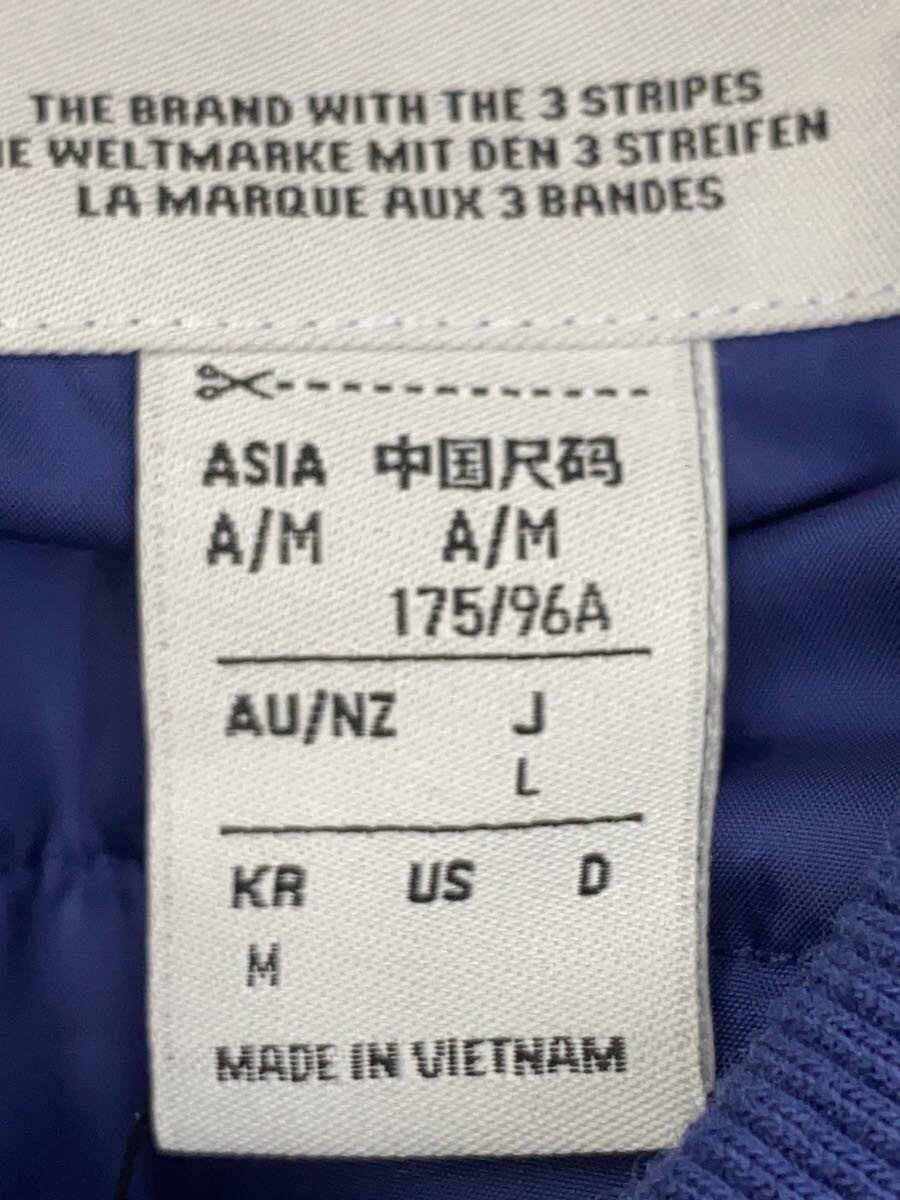 THE BRAND WITH THE 3 STRIPES
WELTMARKE MIT DEN 3 STREIFEN
LA MARQUE AUX 3 BANDES
ASIA 中国尺码
A/M A/M
175/96A
AU/NZ J
L
KR US D
M
MADE IN VIETNAM